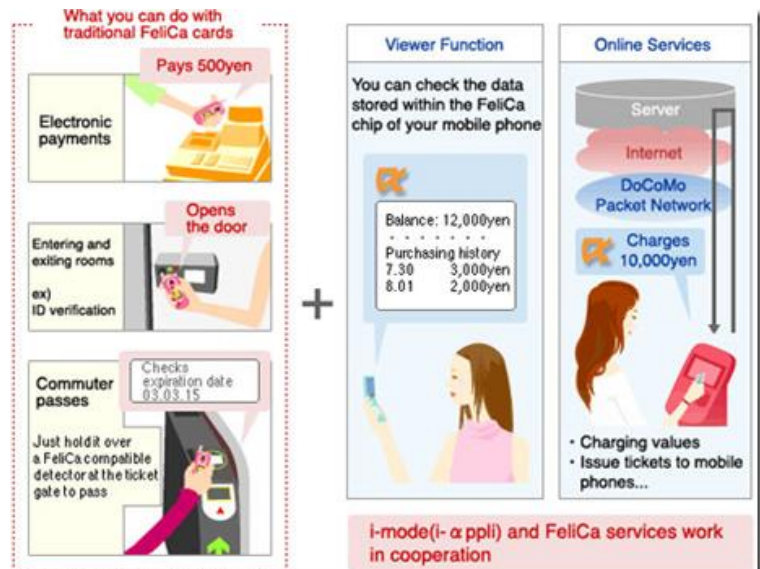 What you can do with
traditional FeliCa cards
Pays 500yen
Electronic
payments
Opens
the door
Entering and
exiting rooms
ex)
ID verification
Checks
expiration date
03.03.15
Commuter
passes
Just hold it over
a FeliCa compatible
detector at the ticket
gate to pass
+
Viewer Function
You can check the data
stored within the FeliCa
chip of your mobile phone
α
Balance: 12,000yen
. . . . . . .
Purchasing history
7.30 3,000yen
8.01 2,000yen
Online Services
Server
Internet
DoCoMo
Packet Network
α
Charges
10,000yen
・Charging values
・Issue tickets to mobile
phones...
i-mode(i-αppli) and FeliCa services work
in cooperation